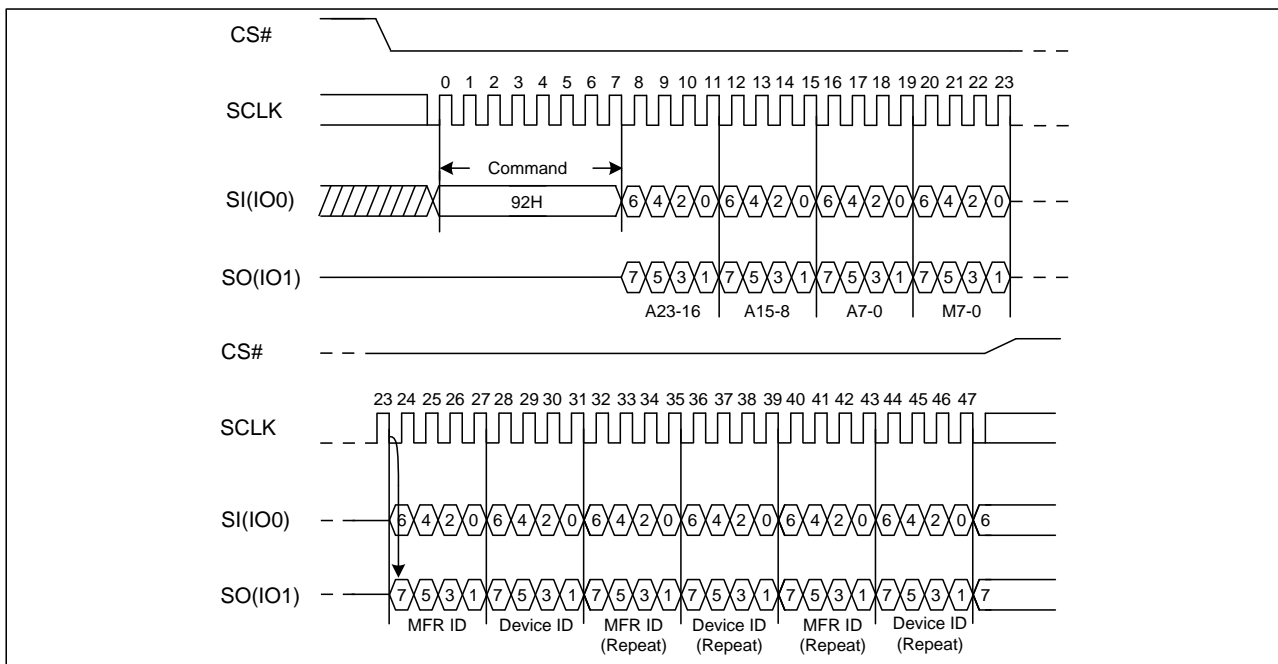 CS#
0 1 2 3 4 5 6 7 8 9 10 11 12 13 14 15 16 17 18 19 20 21 22 23
SCLK
Command
SI(IO0)
92H
6 4 2 0 6 4 2 0 6 4 2 0 6 4 2 0
SO(IO1)
7 5 3 1 7 5 3 1 7 5 3 1 7 5 3 1
A23-16 A15-8 A7-0 M7-0
CS#
23 24 25 26 27 28 29 30 31 32 33 34 35 36 37 38 39 40 41 42 43 44 45 46 47
SCLK
SI(IO0)
6 4 2 0 6 4 2 0 6 4 2 0 6 4 2 0 6 4 2 0 6 4 2 0 6
SO(IO1)
7 5 3 1 7 5 3 1 7 5 3 1 7 5 3 1 7 5 3 1 7 5 3 1 7
MFR ID Device ID MFR ID Device ID MFR ID Device ID
(Repeat) (Repeat) (Repeat) (Repeat)